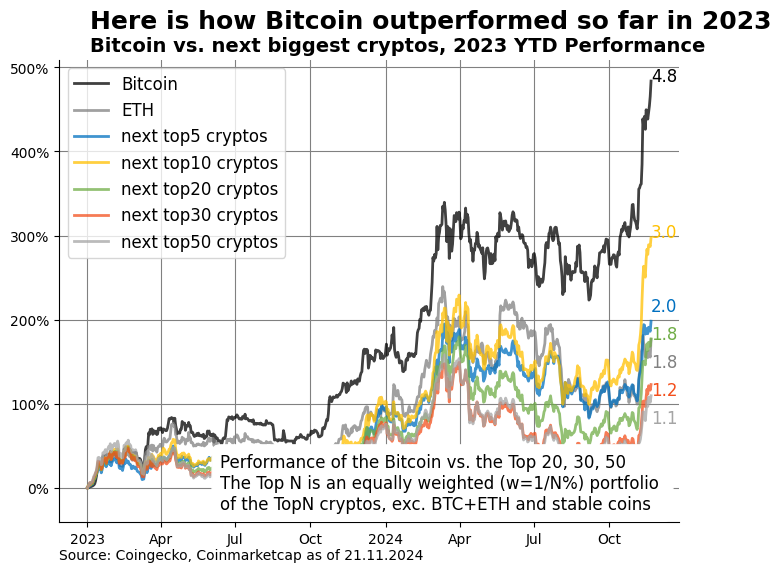 Here is how Bitcoin outperformed so far in 2023
Bitcoin vs. next biggest cryptos, 2023 YTD Performance
500%
400%
300%
200%
100%
0%
Bitcoin
ETH
next top5 cryptos
next top10 cryptos
next top20 cryptos
next top30 cryptos
next top50 cryptos
4.8
3.0
2.0
1.8
1.8
1.2
1.1
Performance of the Bitcoin vs. the Top 20, 30, 50
The Top N is an equally weighted (w=1/N%) portfolio
of the TopN cryptos, exc. BTC+ETH and stable coins
2023 Apr Jul Oct 2024 Apr Jul Oct
Source: Coingecko, Coinmarketcap as of 21.11.2024